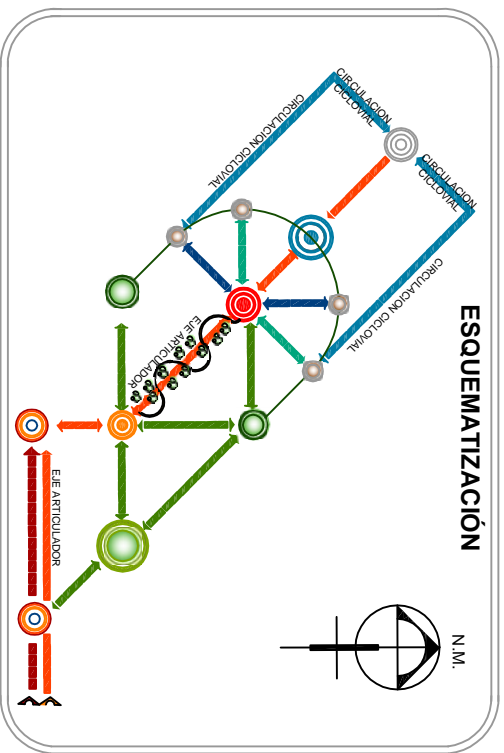 ESQUEMATIZACIÓN
CIRCULACION
CICLOVIAL
CIRCULACION
CICLOVIAL
CIRCULACION CICLOVIAL
CIRCULACION CICLOVIAL
EJE ARTICULADOR
EJE ARTICULADOR
N.M.